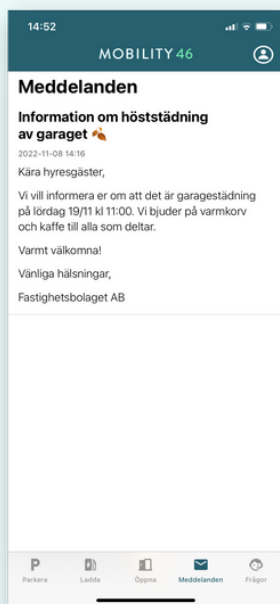 14:52
MOBILITY46
Meddelanden
Information om höststädning
av garaget 🍂
2022-11-08 14:16
Kära hyresgäster,
Vi vill informera er om att det är garagestädning
på lördag 19/11 kl 11:00. Vi bjuder på varmkorv
och kaffe till alla som deltar.
Varmt välkomna!
Vänliga hälsningar,
Fastighetsbolaget AB
P
Parkera Ladda Öppna Meddelanden Frågor